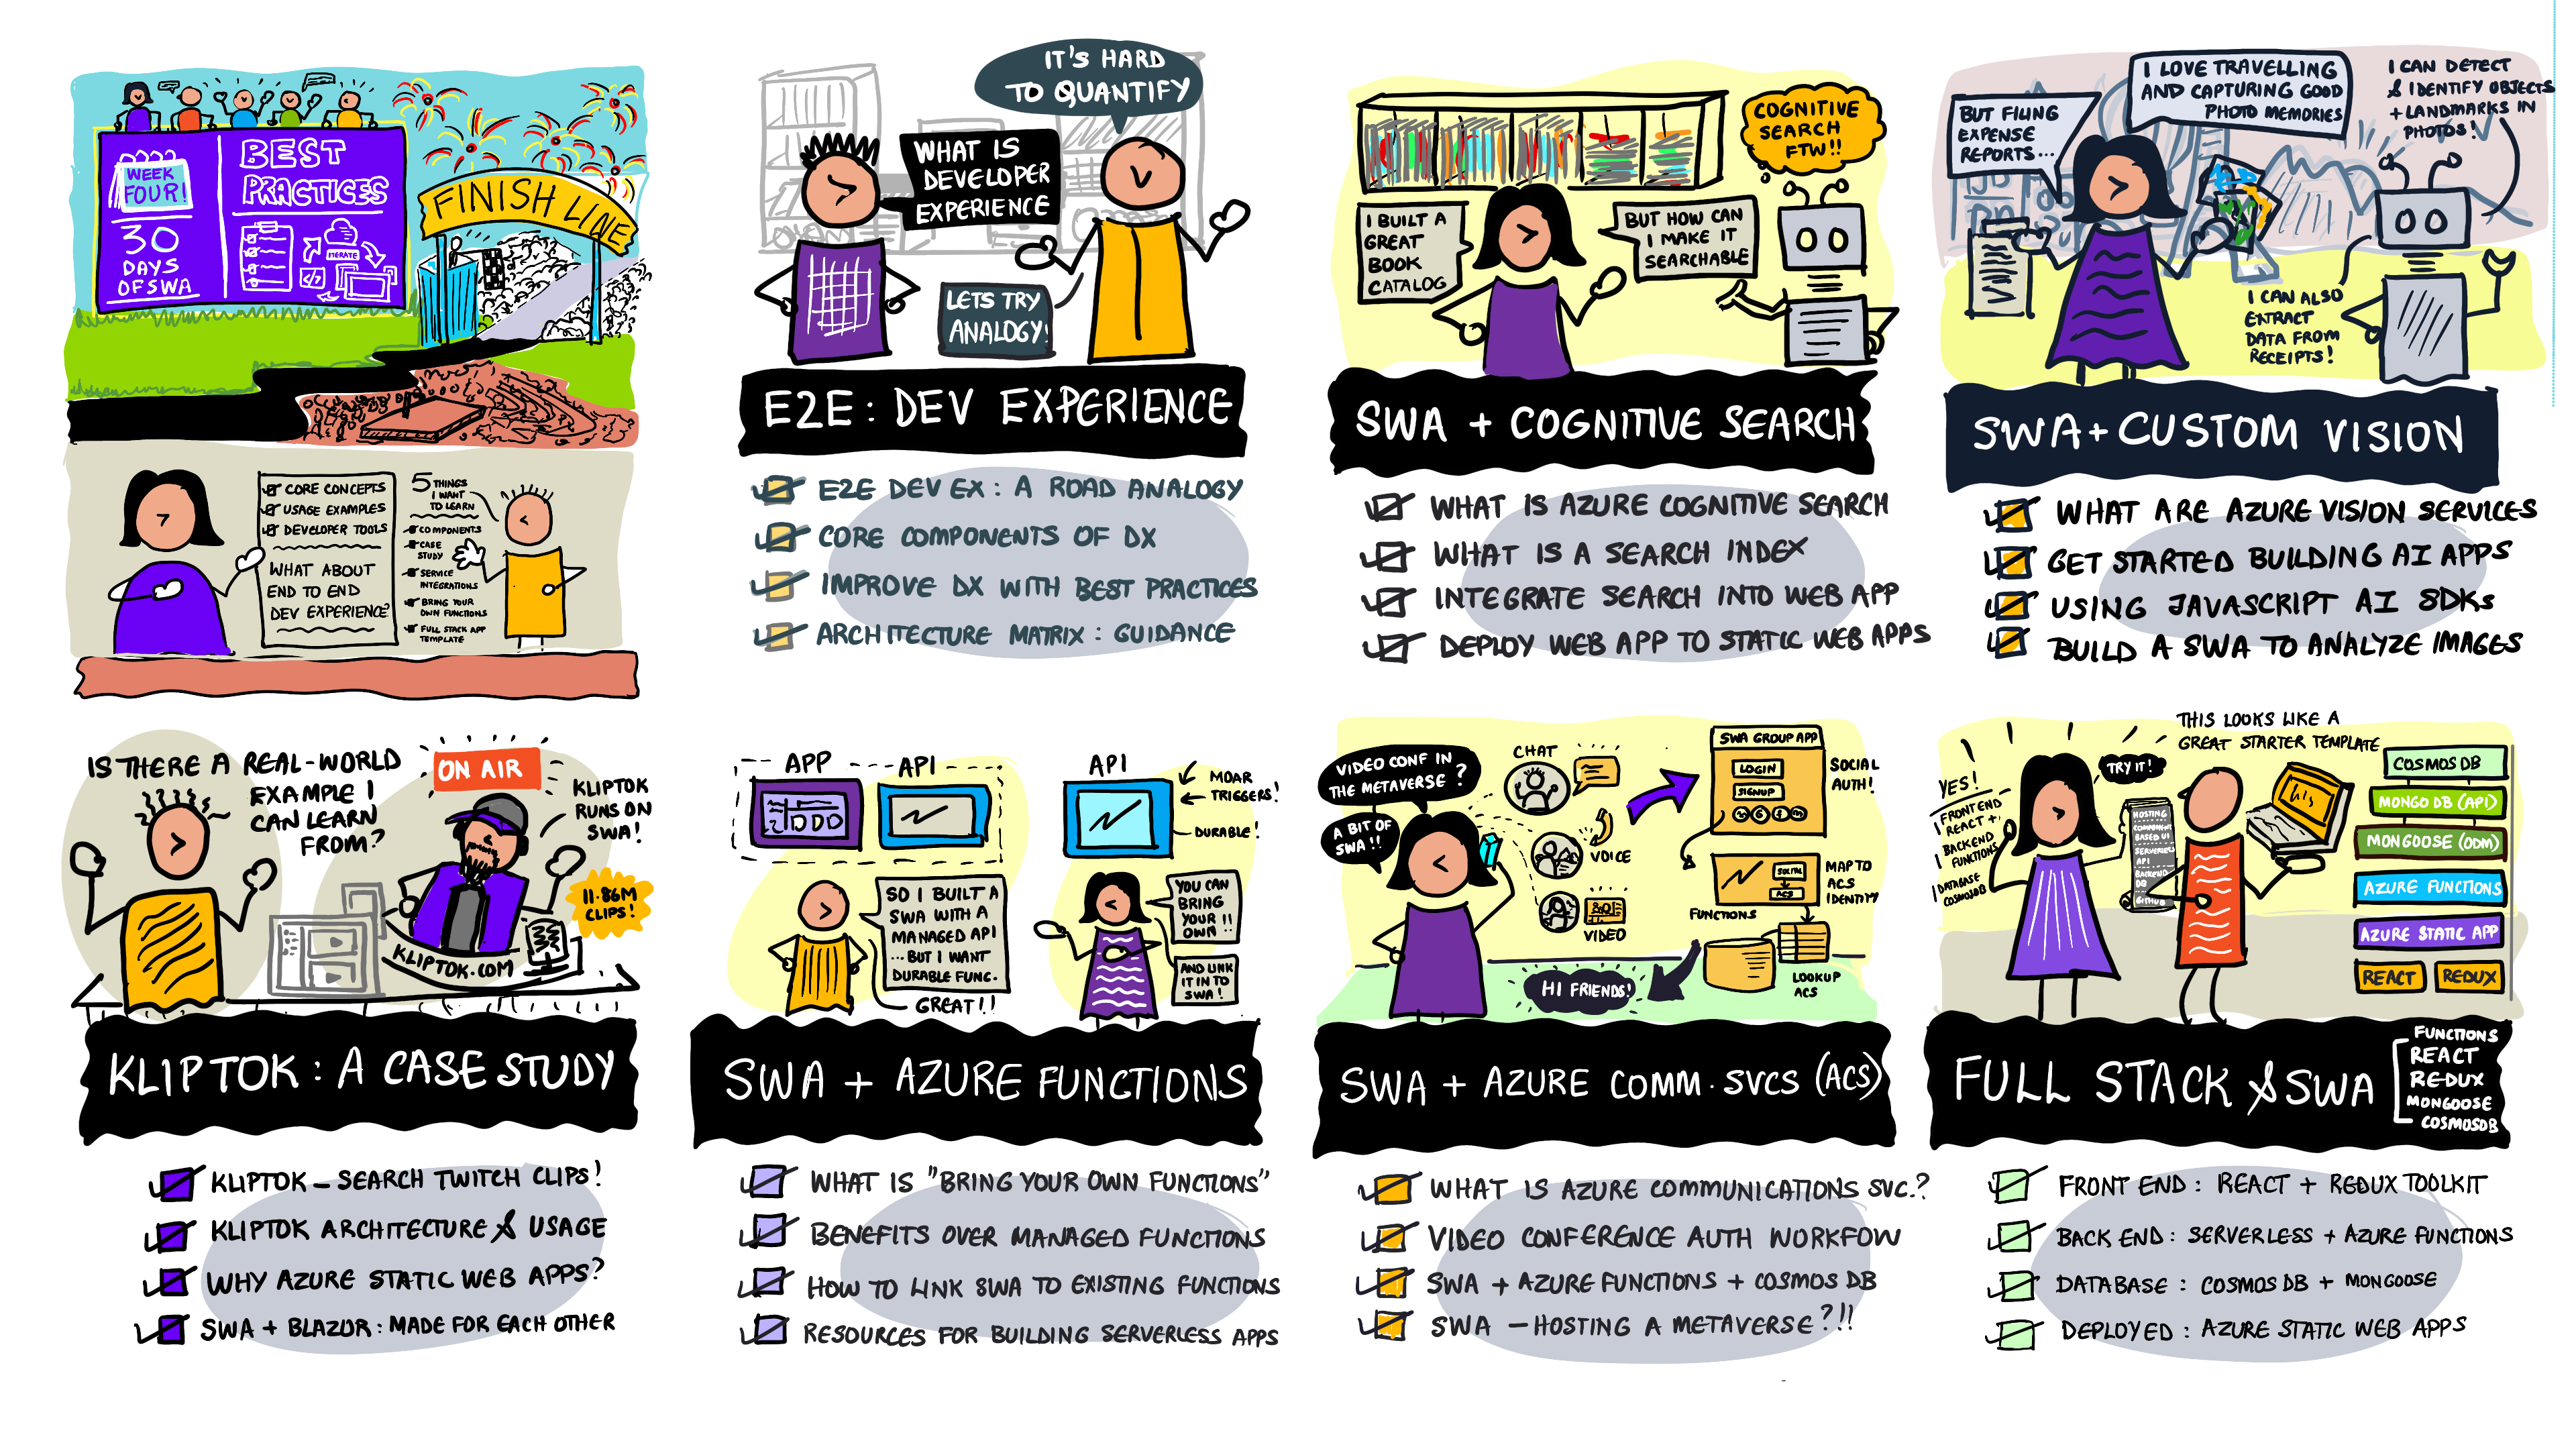 WEEK
FOUR!
30
DAYS
OF SWA
BEST
PRACTICES
ITERATE
FINISH LINE
CORE CONCEPTS
USAGE EXAMPLES
DEVELOPER TOOLS
WHAT ABOUT
END TO END
DEV EXPERIENCE?
5 THINGS
I WANT
TO LEARN
COMPONENTS
CASE
STUDY
SERVICE
INTEGRATIONS
BRING YOUR
OWN FUNCTIONS
FULL STACK APP
TEMPLATE
IT'S HARD
TO QUANTIFY
WHAT IS
DEVELOPER
EXPERIENCE
LETS TRY
ANALOGY!
E2E: DEV EXPERIENCE
E2E DEV EX: A ROAD ANALOGY
CORE COMPONENTS OF DX
IMPROVE DX WITH BEST PRACTICES
ARCHITECTURE MATRIX: GUIDANCE
COGNITIVE
SEARCH
FTW!!
I BUILT A
GREAT
BOOK
CATALOG
BUT HOW CAN
I MAKE IT
SEARCHABLE
SWA + COGNITIVE SEARCH
WHAT IS AZURE COGNITIVE SEARCH
WHAT IS A SEARCH INDEX
INTEGRATE SEARCH INTO WEB APP
DEPLOY WEB APP TO STATIC WEB APPS
I LOVE TRAVELLING
AND CAPTURING GOOD
PHOTO MEMORIES
BUT FILING
EXPENSE
REPORTS...
I CAN DETECT
& IDENTIFY OBJECTS
+ LANDMARKS IN
PHOTOS!
I CAN ALSO
EXTRACT
DATA FROM
RECEIPTS!
SWA + CUSTOM VISION
WHAT ARE AZURE VISION SERVICES
GET STARTED BUILDING AI APPS
USING JAVASCRIPT AI SDKs
BUILD A SWA TO ANALYZE IMAGES
IS THERE A REAL-WORLD
EXAMPLE I
CAN LEARN
FROM?
ON AIR
KLIPTOK
RUNS ON
SWA!
11.86M
CLIPS!
KLIPTOK.COM
KLIPTOK: A CASE STUDY
KLIPTOK - SEARCH TWITCH CLIPS!
KLIPTOK ARCHITECTURE & USAGE
WHY AZURE STATIC WEB APPS?
SWA + BLAZOR: MADE FOR EACH OTHER
APP
API
API
MOAR
TRIGGERS!
DURABLE!
SO I BUILT A
SWA WITH A
MANAGED API
...BUT I WANT
DURABLE FUNC.
GREAT!!
YOU CAN
BRING
YOUR !!
OWN
AND LINK
IT IN TO
SWA!
SWA + AZURE FUNCTIONS
WHAT IS "BRING YOUR OWN FUNCTIONS"
BENEFITS OVER MANAGED FUNCTIONS
HOW TO LINK SWA TO EXISTING FUNCTIONS
RESOURCES FOR BUILDING SERVERLESS APPS
VIDEO CONF IN
THE METAVERSE?
A BIT OF
SWA!!
CHAT
VOICE
VIDEO
SWA GROUP APP
LOGIN
SIGNUP
SOCIAL
AUTH!
SOCIAL
ACS
MAP TO
ACS
IDENTITY
FUNCTIONS
LOOKUP
ACS
HI FRIENDS!
SWA + AZURE COMM. SVCS (ACS)
WHAT IS AZURE COMMUNICATIONS SVC.?
VIDEO CONFERENCE AUTH WORKFOW
SWA + AZURE FUNCTIONS + COSMOS DB
SWA - HOSTING A METAVERSE?!!
THIS LOOKS LIKE A
GREAT STARTER TEMPLATE
YES!
FRONT END
REACT +
BACKEND
FUNCTIONS
DATABASE
COSMOSDB
TRY IT!
HOSTING
COMPONENT
BASED UI
SERVERLESS
API
BACKEND
DB
GITHUB
COSMOS DB
MONGO DB (API)
MONGOOSE (ODM)
AZURE FUNCTIONS
AZURE STATIC APP
REACT
REDUX
FULL STACK & SWA
FUNCTIONS
REACT
REDUX
MONGOOSE
COSMOSDB
FRONT END: REACT + REDUX TOOLKIT
BACK END: SERVERLESS + AZURE FUNCTIONS
DATABASE: COSMOS DB + MONGOOSE
DEPLOYED: AZURE STATIC WEB APPS